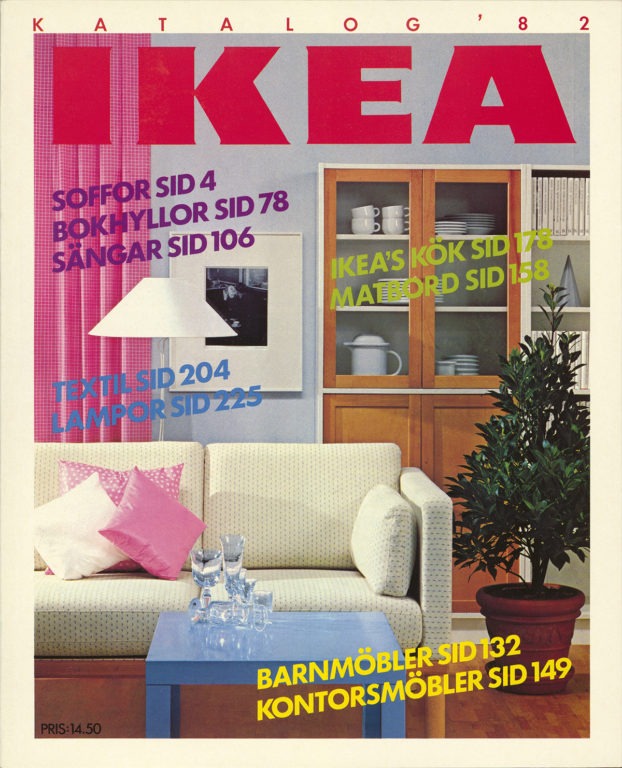 KATALOG '82
IKEA
SOFFOR SID 4
BOKHYLLOR SID 78
SÄNGAR SID 106
IKEA'S KÖK SID 178
MATBORD SID 158
TEXTIL SID 204
LAMPOR SID 225
BARNMÖBLER SID 132
KONTORSMÖBLER SID 149
PRIS: 14.50